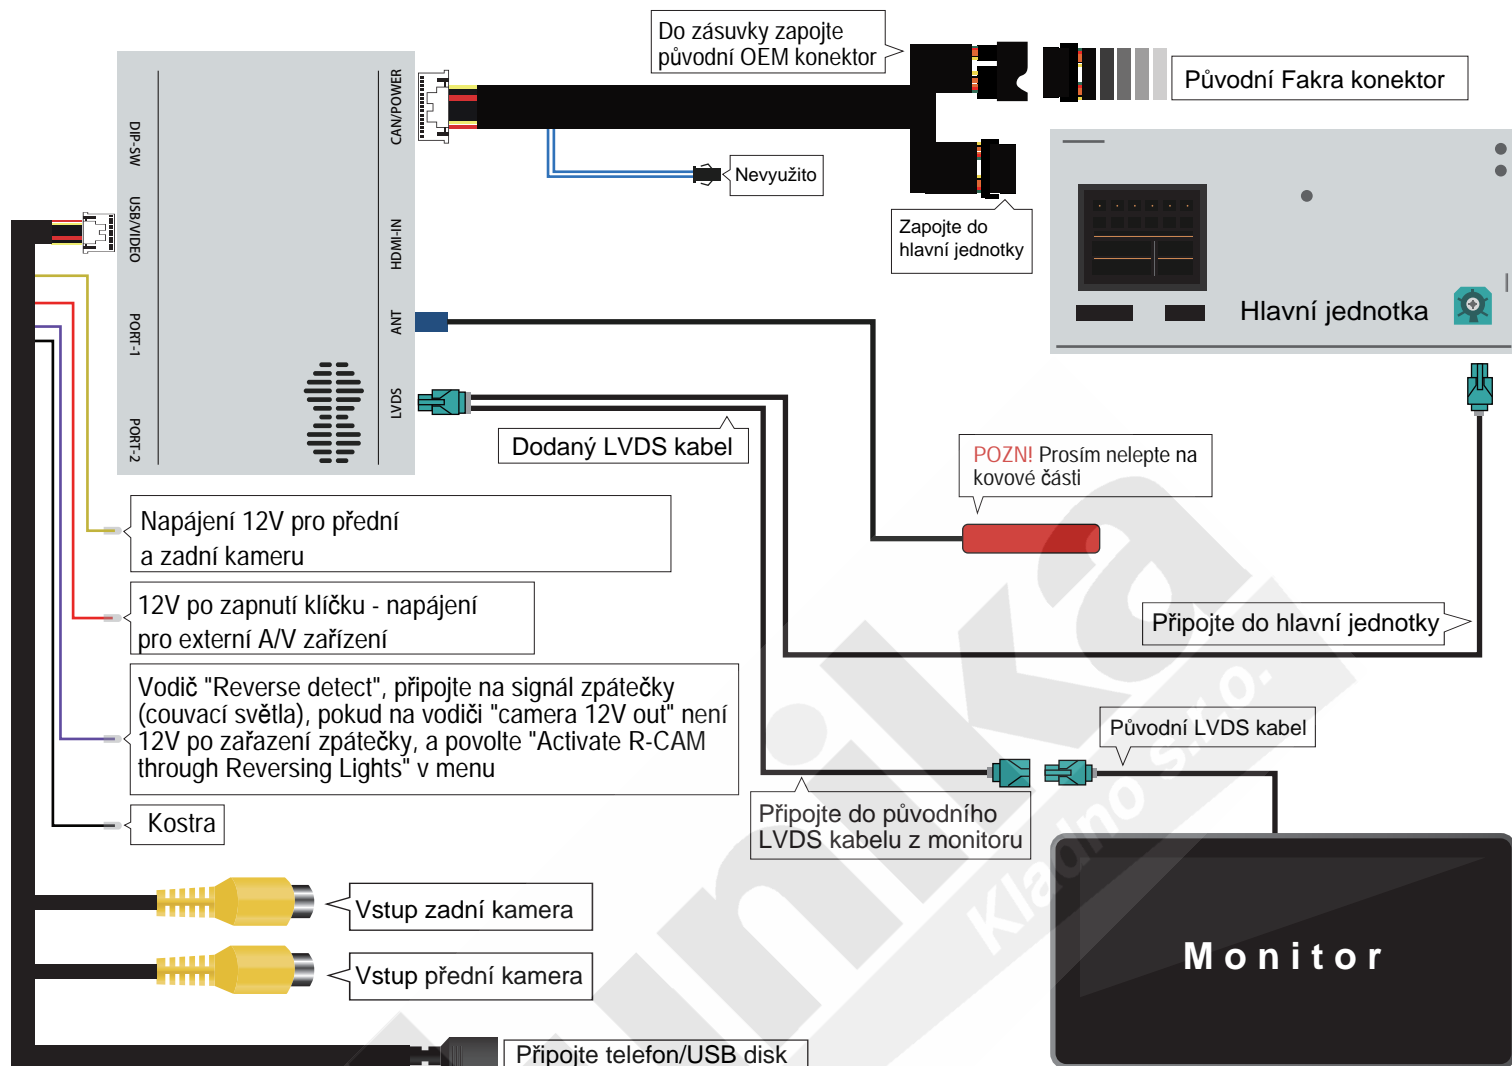 Do zásuvky zapojte
původní OEM konektor
Původní Fakra konektor
CAN/POWER
DIP-SW
Nevyužito
USB/VIDEO
HDMI-IN
Zapojte do
hlavní jednotky
Hlavní jednotka
PORT-1
ANT
LVDS
PORT-2
Dodaný LVDS kabel
POZN! Prosím nelepte na
kovové části
Napájení 12V pro přední
a zadní kameru
12V po zapnutí klíčku - napájení
pro externí A/V zařízení
Připojte do hlavní jednotky
Vodič "Reverse detect", připojte na signál zpátečky
(couvací světla), pokud na vodiči "camera 12V out" není
12V po zařazení zpátečky, a povolte "Activate R-CAM
through Reversing Lights" v menu
Původní LVDS kabel
Kostra
Připojte do původního
LVDS kabelu z monitoru
Vstup zadní kamera
Vstup přední kamera
Monitor
Připojte telefon/USB disk
unika
Kladno s.r.o.